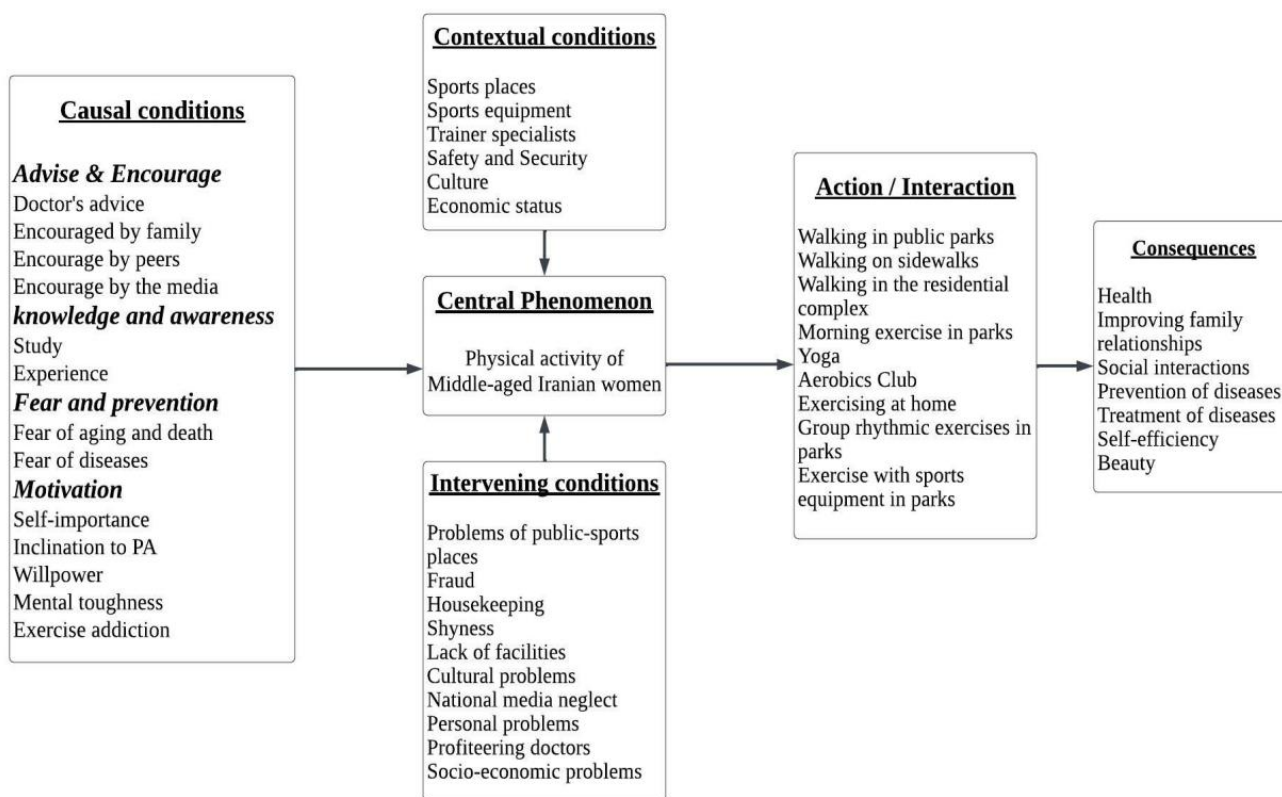 Causal conditions
Advise & Encourage
Doctor's advice
Encouraged by family
Encourage by peers
Encourage by the media
knowledge and awareness
Study
Experience
Fear and prevention
Fear of aging and death
Fear of diseases
Motivation
Self-importance
Inclination to PA
Willpower
Mental toughness
Exercise addiction
Contextual conditions
Sports places
Sports equipment
Trainer specialists
Safety and Security
Culture
Economic status
Central Phenomenon
Physical activity of
Middle-aged Iranian women
Intervening conditions
Problems of public-sports
places
Fraud
Housekeeping
Shyness
Lack of facilities
Cultural problems
National media neglect
Personal problems
Profiteering doctors
Socio-economic problems
Action / Interaction
Walking in public parks
Walking on sidewalks
Walking in the residential
complex
Morning exercise in parks
Yoga
Aerobics Club
Exercising at home
Group rhythmic exercises in
parks
Exercise with sports
equipment in parks
Consequences
Health
Improving family
relationships
Social interactions
Prevention of diseases
Treatment of diseases
Self-efficiency
Beauty